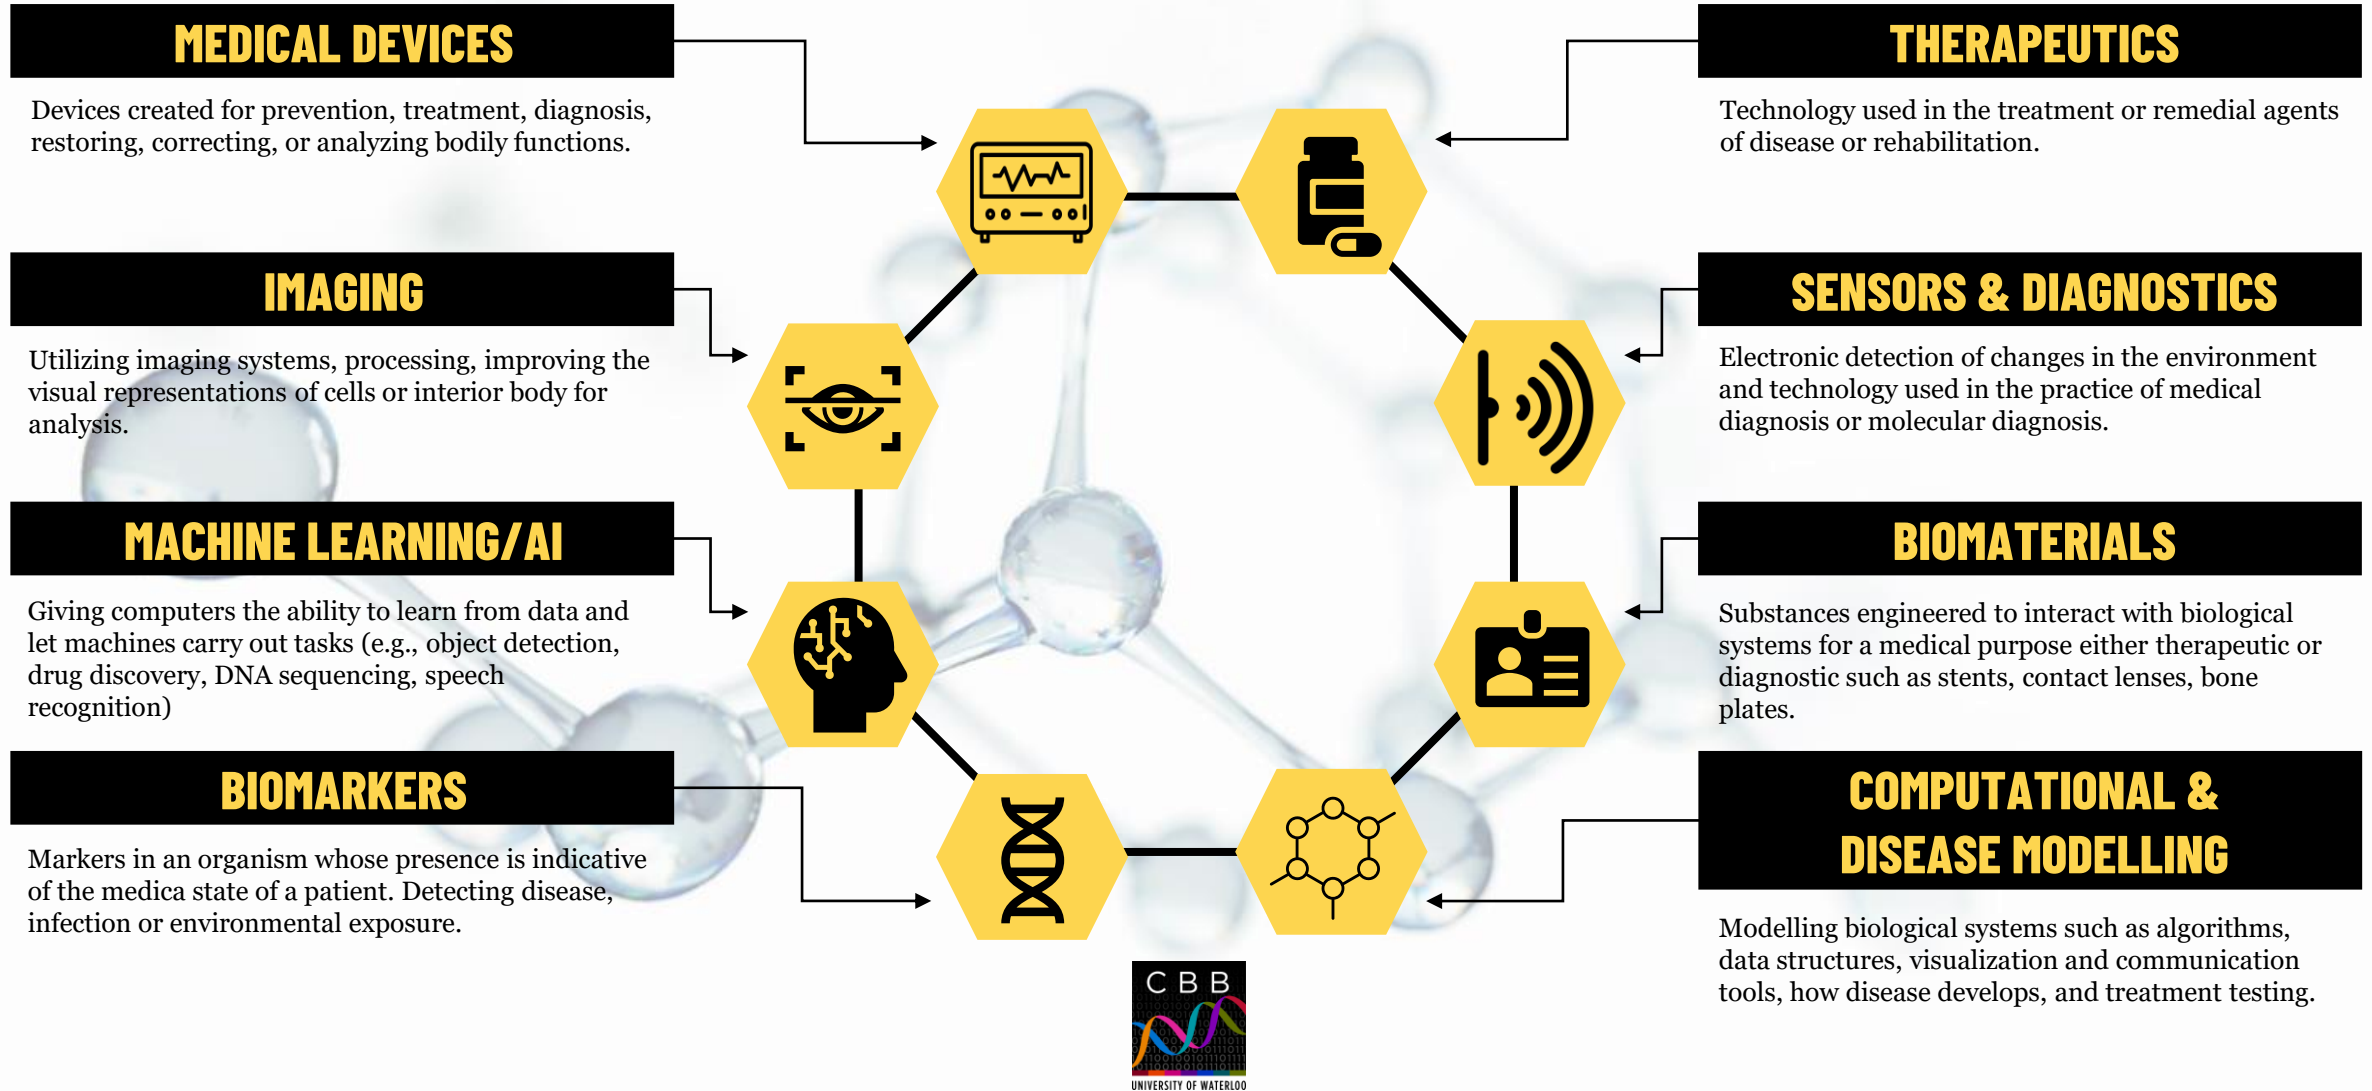 MEDICAL DEVICES
Devices created for prevention, treatment, diagnosis,
restoring, correcting, or analyzing bodily functions.
IMAGING
Utilizing imaging systems, processing, improving the
visual representations of cells or interior body for
analysis.
MACHINE LEARNING/AI
Giving computers the ability to learn from data and
let machines carry out tasks (e.g., object detection,
drug discovery, DNA sequencing, speech
recognition)
BIOMARKERS
Markers in an organism whose presence is indicative
of the medica state of a patient. Detecting disease,
infection or environmental exposure.
THERAPEUTICS
Technology used in the treatment or remedial agents
of disease or rehabilitation.
SENSORS & DIAGNOSTICS
Electronic detection of changes in the environment
and technology used in the practice of medical
diagnosis or molecular diagnosis.
BIOMATERIALS
Substances engineered to interact with biological
systems for a medical purpose either therapeutic or
diagnostic such as stents, contact lenses, bone
plates.
COMPUTATIONAL &
DISEASE MODELLING
Modelling biological systems such as algorithms,
data structures, visualization and communication
tools, how disease develops, and treatment testing.
CBB
UNIVERSITY OF WATERLOO